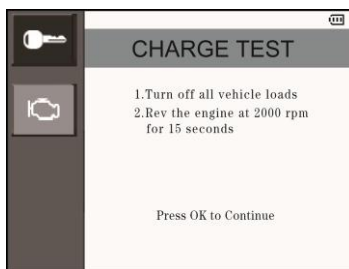 CHARGE TEST
1.Turn off all vehicle loads
2.Rev the engine at 2000 rpm
for 15 seconds
Press OK to Continue